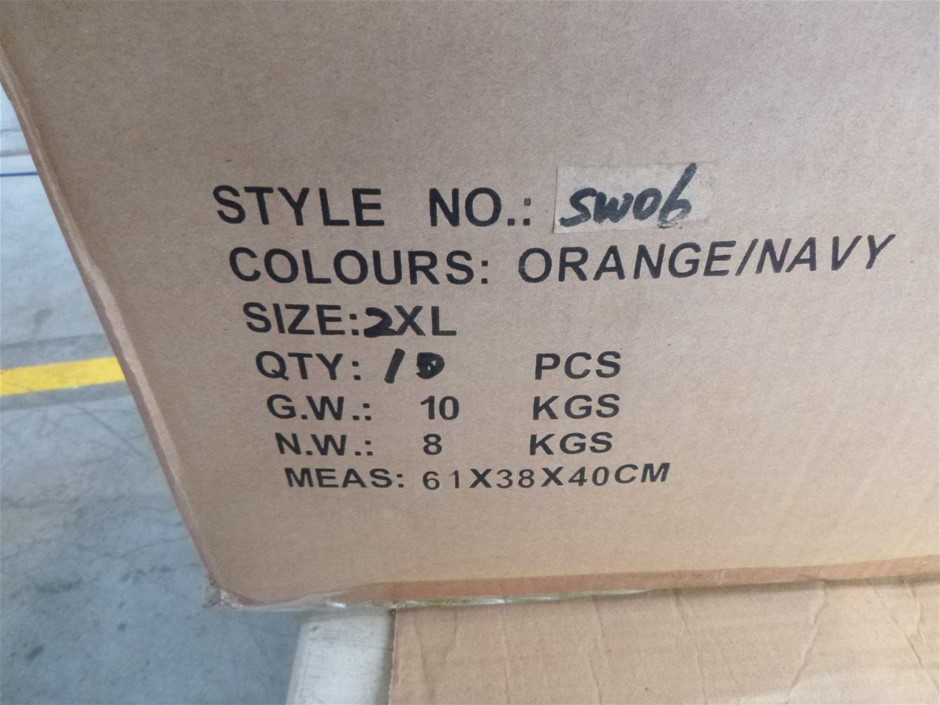 STYLE NO.: SW06
COLOURS: ORANGE/NAVY
SIZE:2XL
QTY: 10 PCS
G.W.: 10 KGS
N.W.: 8 KGS
MEAS: 61X38X40CM